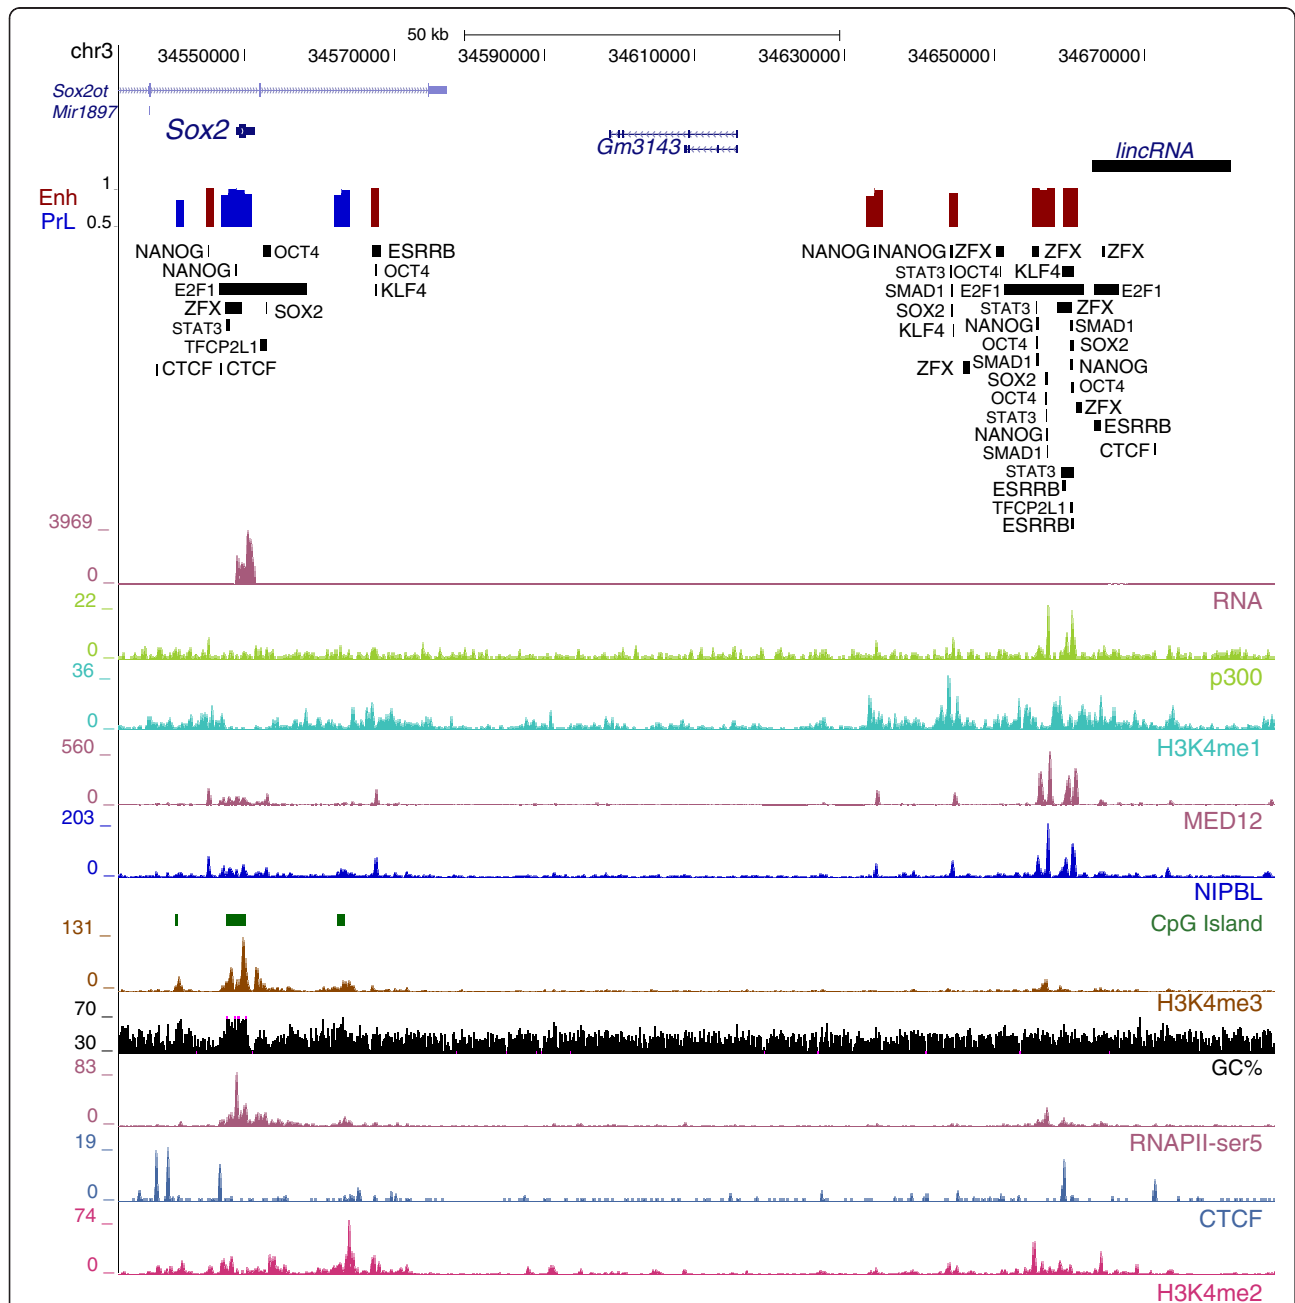 50 kb
chr3 34550000 34570000 34590000 34610000 34630000 34650000 34670000
Sox2ot
Mir1897
Sox2
Gm3143
lincRNA
Enh 1
PrL 0.5
NANOG OCT4 ESRRB NANOG NANOG ZFX ZFX ZFX
NANOG OCT4 STAT3 OCT4 KLF4
E2F1 KLF4 SMAD1 E2F1 E2F1
ZFX SOX2 SOX2 STAT3 ZFX
STAT3 KLF4 NANOG SMAD1
TFCP2L1 OCT4 SOX2
CTCF CTCF ZFX SMAD1 NANOG
SOX2 OCT4
OCT4 ZFX
STAT3 ESRRB
NANOG
SMAD1 CTCF
STAT3
ESRRB
TFCP2L1
ESRRB
3969
0
RNA
22
0
p300
36
0
H3K4me1
560
0
MED12
203
0
NIPBL
CpG Island
131
0
H3K4me3
70
30
GC%
83
0
RNAPII-ser5
19
0
CTCF
74
0
H3K4me2